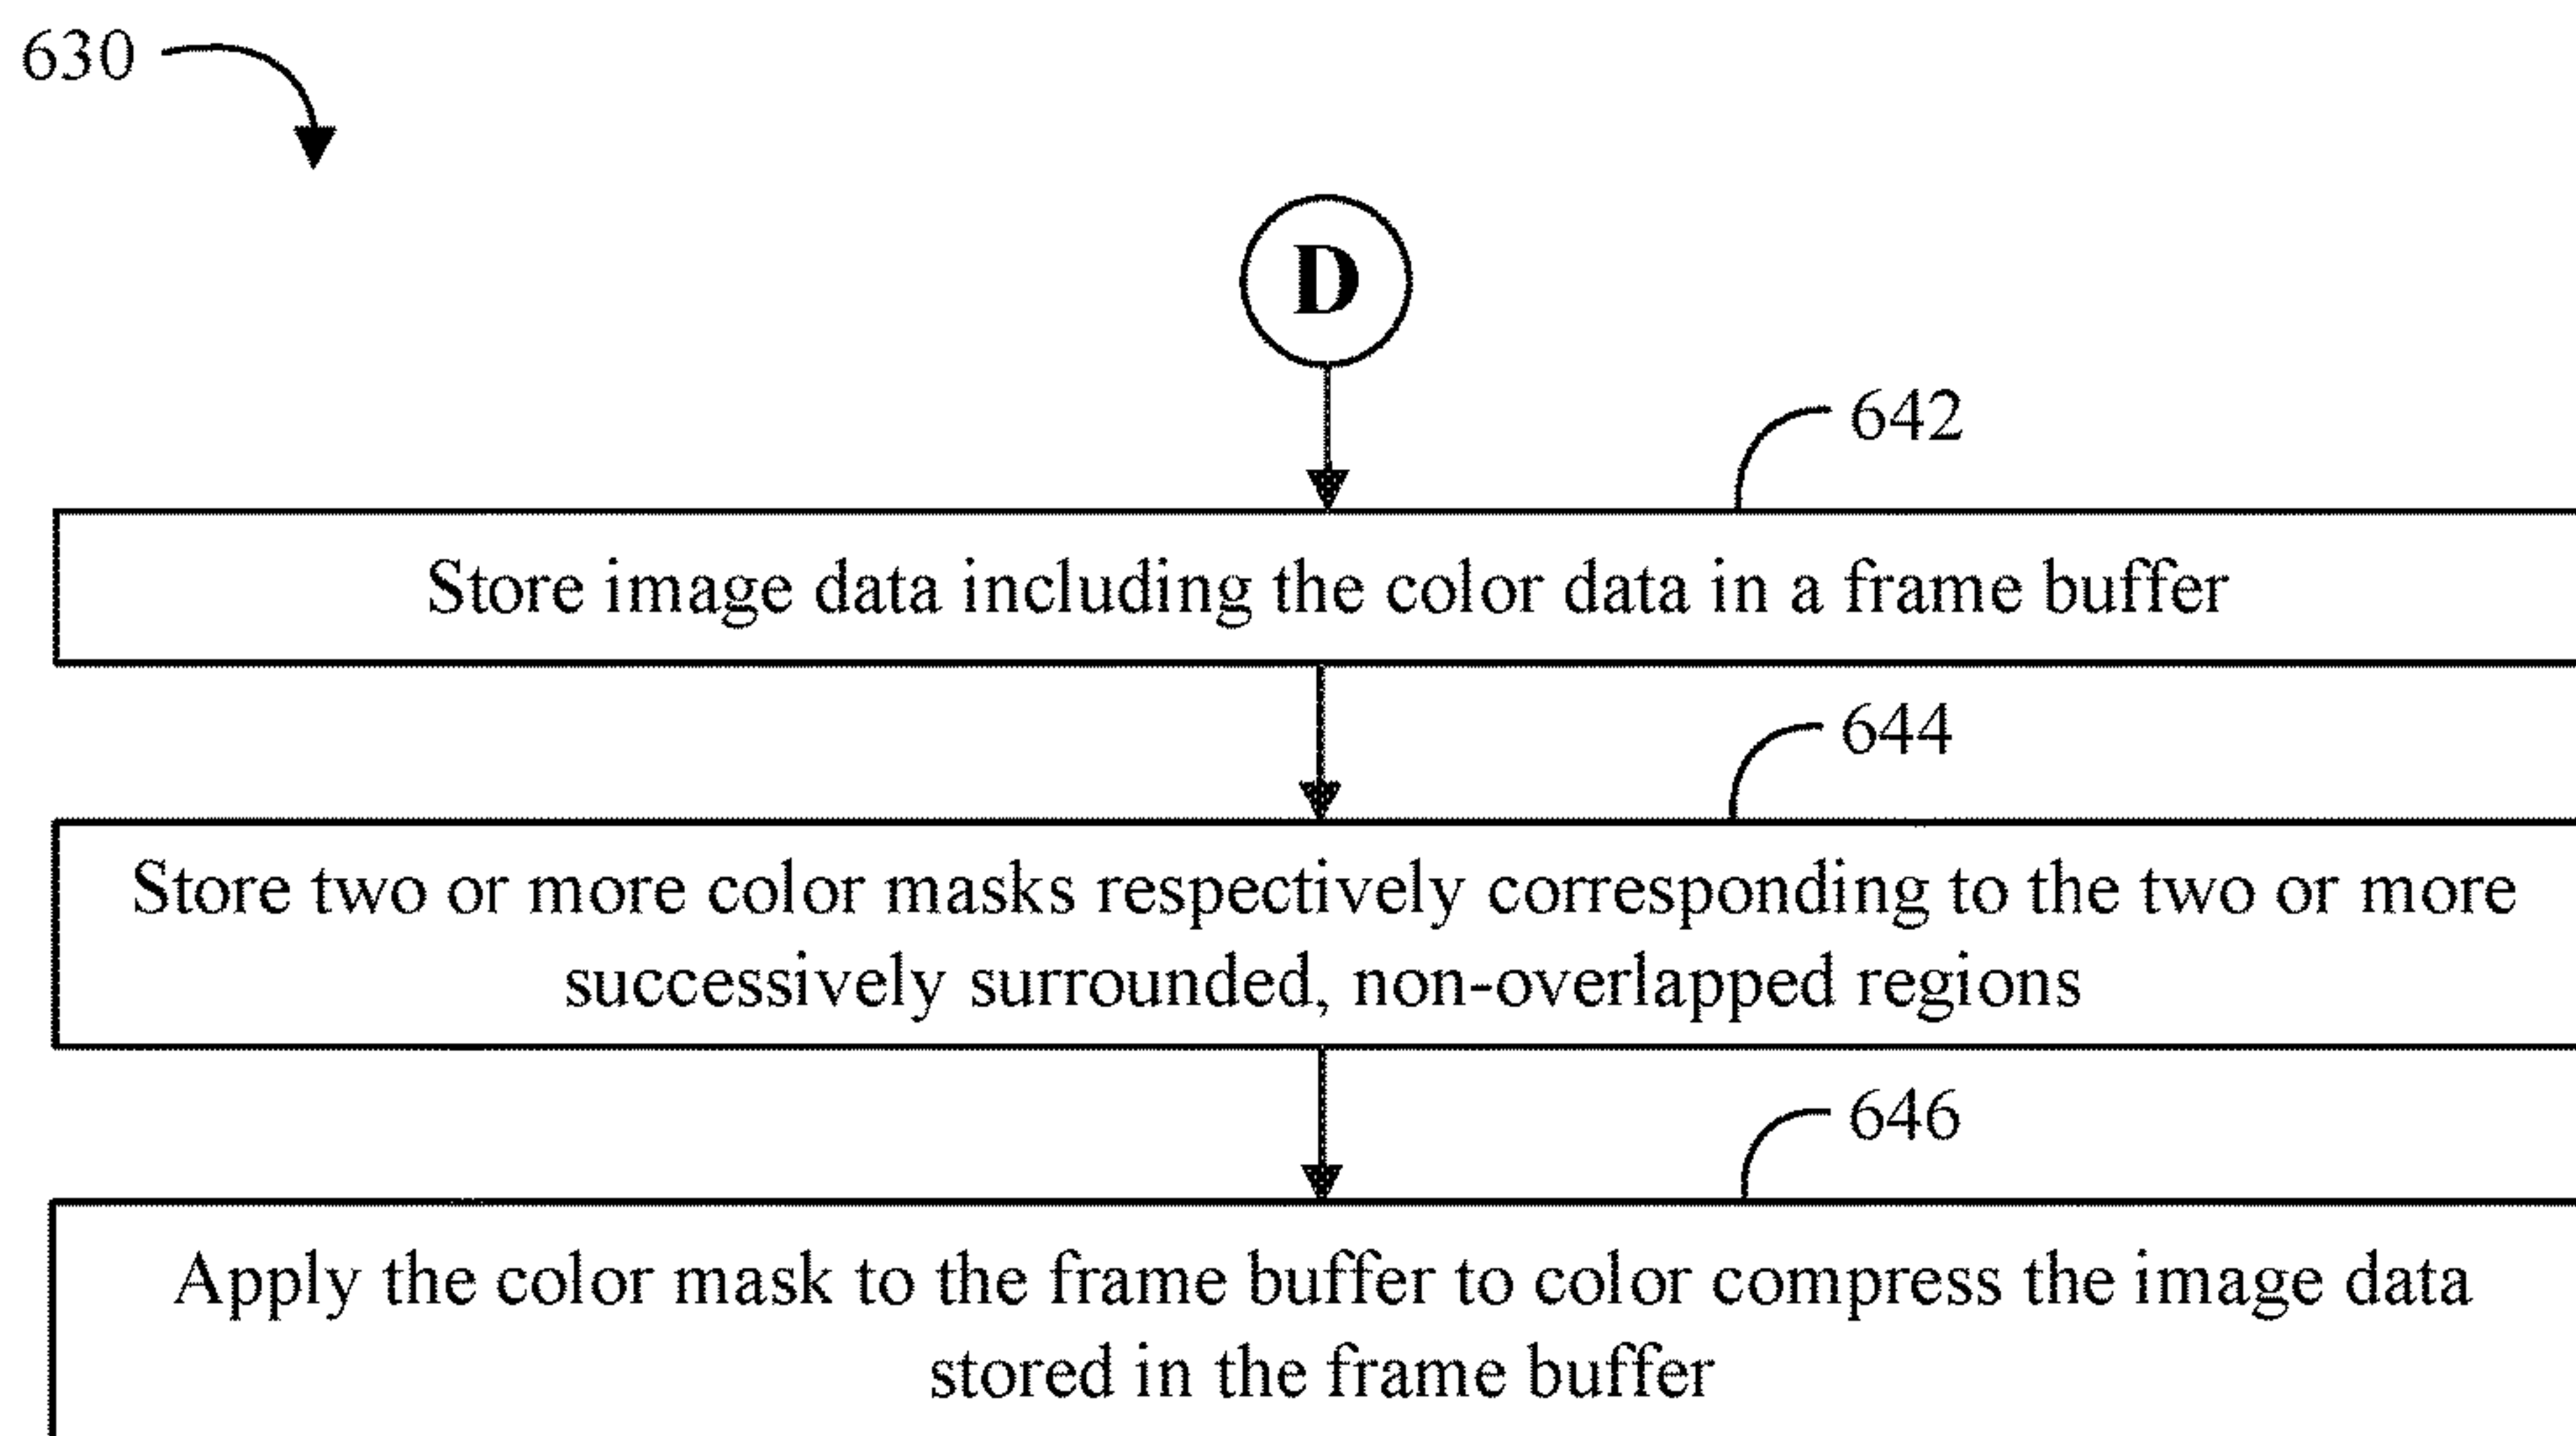 630
D
642
Store image data including the color data in a frame buffer
644
Store two or more color masks respectively corresponding to the two or more
successively surrounded, non-overlapped regions
646
Apply the color mask to the frame buffer to color compress the image data
stored in the frame buffer